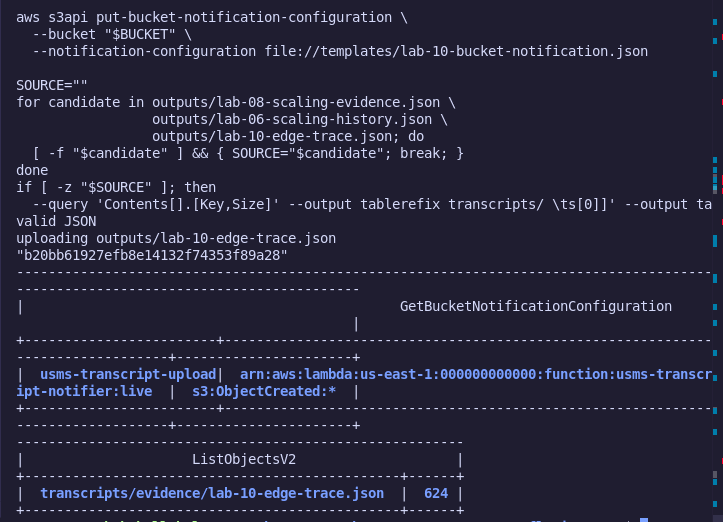 aws s3api put-bucket-notification-configuration \
  --bucket "$BUCKET" \
  --notification-configuration file://templates/lab-10-bucket-notification.json

SOURCE=""
for candidate in outputs/lab-08-scaling-evidence.json \
                 outputs/lab-06-scaling-history.json \
                 outputs/lab-10-edge-trace.json; do
  [ -f "$candidate" ] && { SOURCE="$candidate"; break; }
done
if [ -z "$SOURCE" ]; then
  --query 'Contents[].[Key,Size]' --output tablerefix transcripts/ \ts[0]]' --output ta
valid JSON
uploading outputs/lab-10-edge-trace.json
"b20bb61927efb8e14132f74353f89a28"
GetBucketNotificationConfiguration
| usms-transcript-upload| arn:aws:lambda:us-east-1:000000000000:function:usms-transcr
ipt-notifier:live | s3:ObjectCreated:* |
| ListObjectsV2 |
| transcripts/evidence/lab-10-edge-trace.json | 624 |